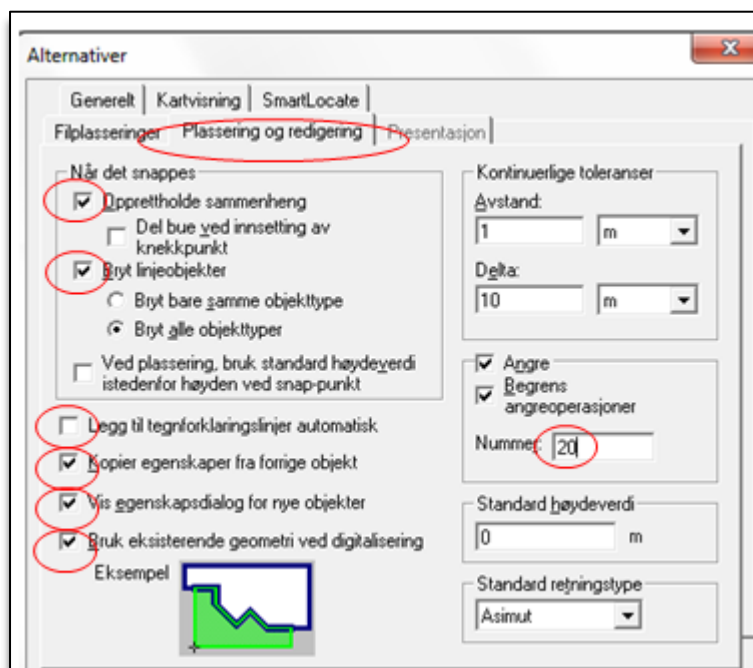 Alternativer
Generelt Kartvisning SmartLocate
Filplasseringer Plassering og redigering Presentasjon
Når det snappes
Opprettholde sammenheng
Del bue ved innsetting av
knekkpunkt
Bryt linjeobjekter
Bryt bare samme objekttype
Bryt alle objekttyper
Ved plassering, bruk standard høydeverdi
istedenfor høyden ved snap-punkt
Legg til tegnforklaringslinjer automatisk
Kopier egenskaper fra forrige objekt
Vis egenskapsdialog for nye objekter
Bruk eksisterende geometri ved digitalisering
Eksempel
Kontinuerlige toleranser
Avstand:
1 m
Delta:
10 m
Angre
Begrens
angreoperasjoner
Nummer: 20
Standard høydeverdi
0 m
Standard retningstype
Asimut